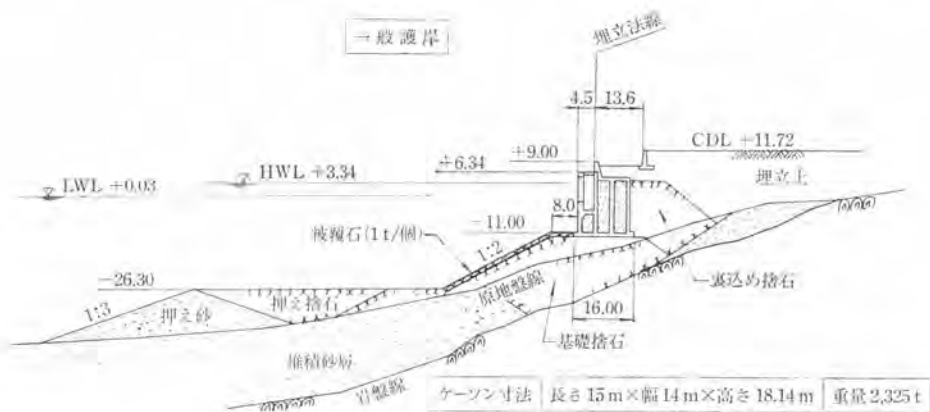 一般護岸
埋立法線
4.5 13.6
CDL +11.72
+9.00
+6.34
HWL +3.34
LWL +0.03
埋立土
8.0
-11.00
被覆石(1t/個)
1:2
-26.30
原地盤線
裏込め捨石
押え捨石
1:3
押え砂
16.00
基礎捨石
堆積砂層
岩盤線
ケーソン寸法 長さ15m×幅14m×高さ18.14m 重量2,325t